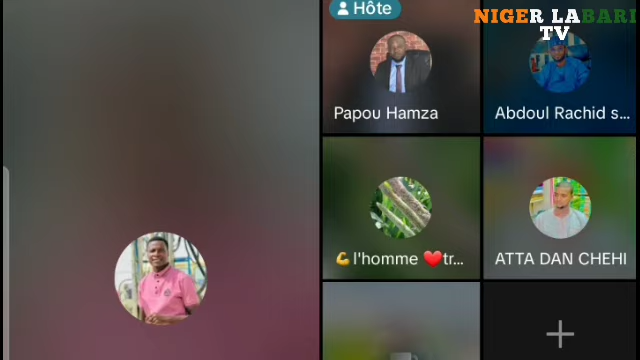 Hôte
NIGER LABARI
TV
Papou Hamza
Abdoul Rachid s...
💪l'homme ❤️tr...
ATTA DAN CHEHI